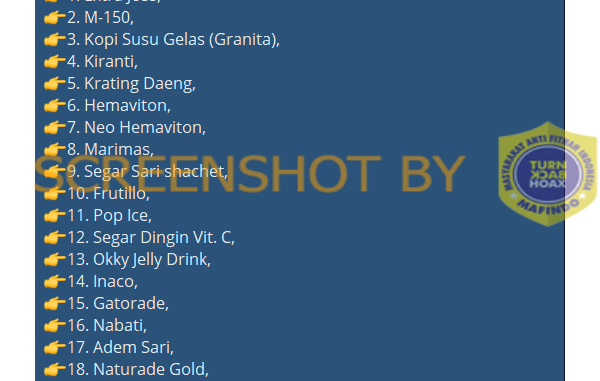 1. Extra Joss,
👉2. M-150,
👉3. Kopi Susu Gelas (Granita),
👉4. Kiranti,
👉5. Krating Daeng,
👉6. Hemaviton,
👉7. Neo Hemaviton,
👉8. Marimas,
👉9. Segar Sari shachet,
👉10. Frutillo,
👉11. Pop Ice,
👉12. Segar Dingin Vit. C,
👉13. Okky Jelly Drink,
👉14. Inaco,
👉15. Gatorade,
👉16. Nabati,
👉17. Adem Sari,
👉18. Naturade Gold,
SCREENSHOT BY
MASYARAKAT ANTI FITNAH INDONESIA
TURN
BACK
HOAX
MAFINDO